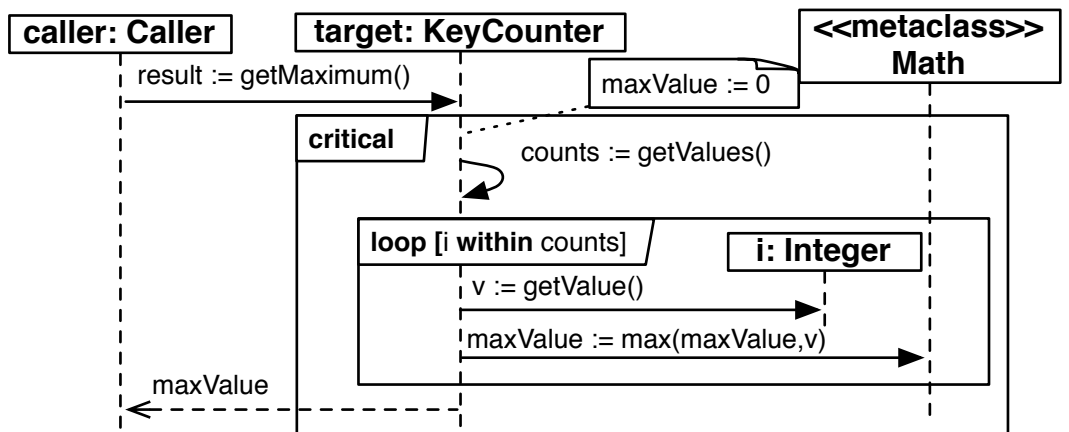 caller: Caller
target: KeyCounter
<<metaclass>>
Math
result := getMaximum()
maxValue := 0
critical
counts := getValues()
loop [i within counts]
i: Integer
v := getValue()
maxValue := max(maxValue,v)
maxValue